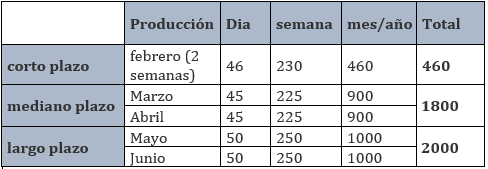 Producción Dia semana mes/año Total
corto plazo febrero (2 semanas) 46 230 460 460
mediano plazo Marzo 45 225 900 1800
Abril 45 225 900
largo plazo Mayo 50 250 1000 2000
Junio 50 250 1000